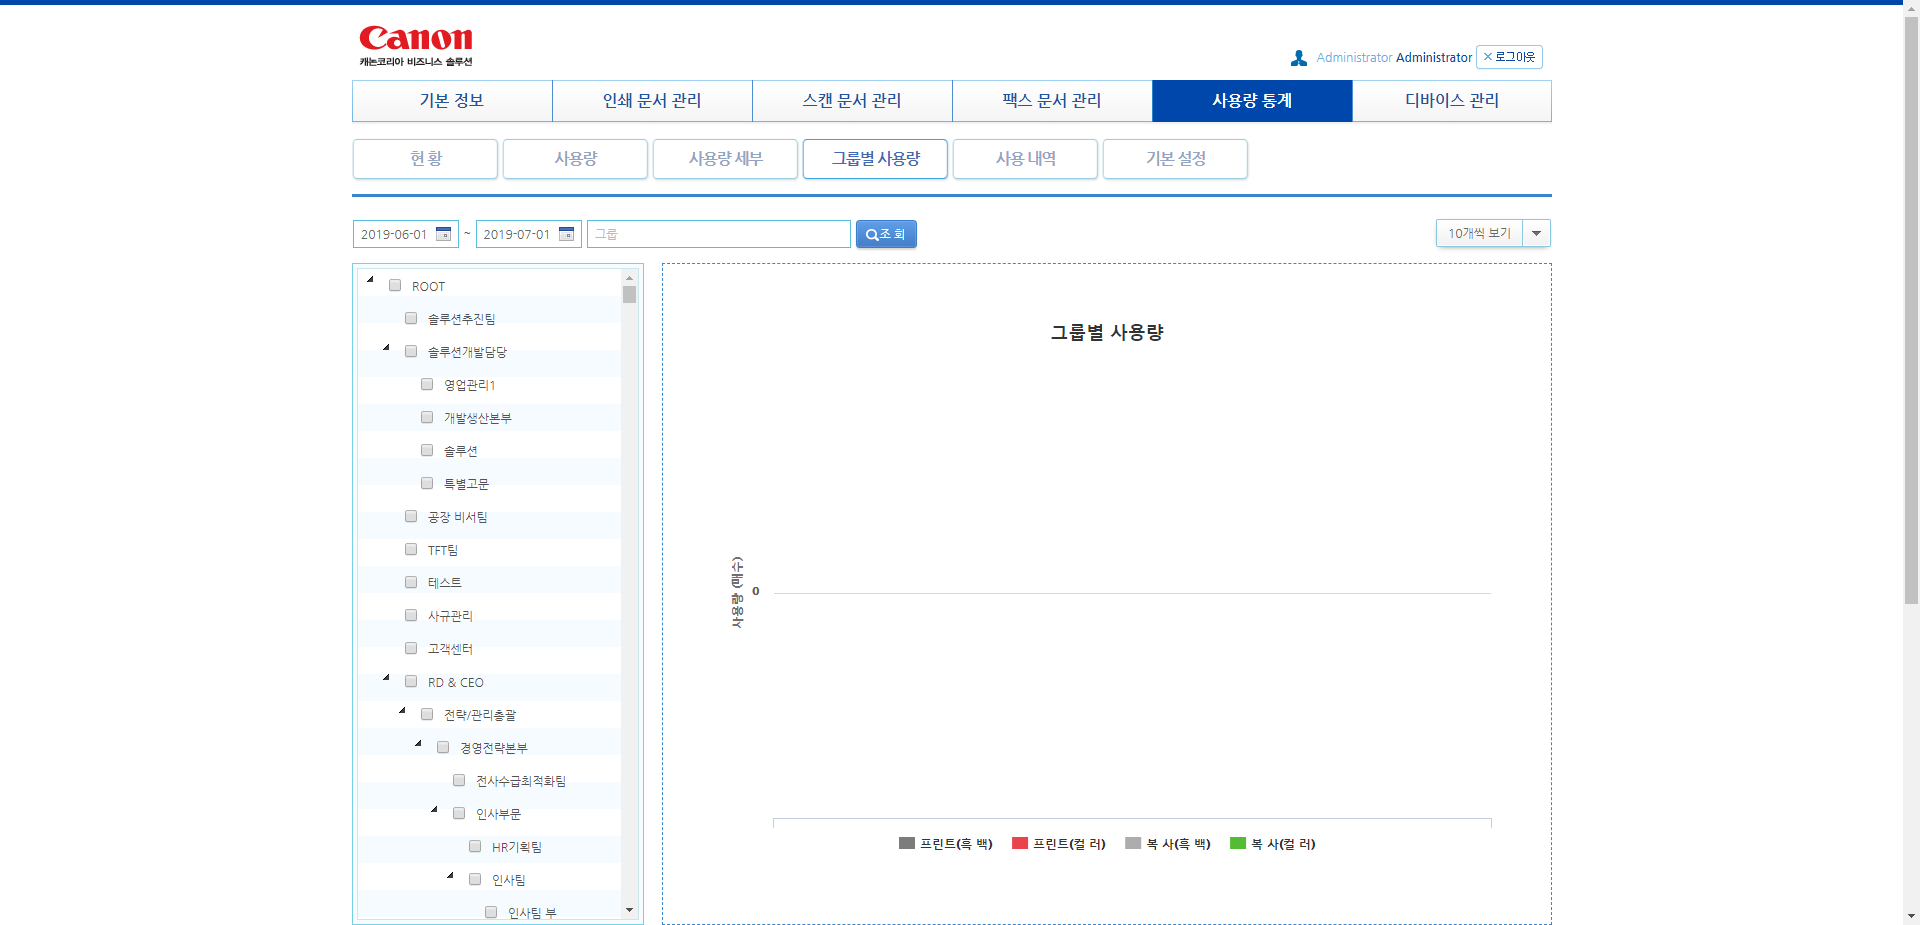 Canon
캐논코리아 비즈니스 솔루션
Administrator Administrator × 로그아웃
기본 정보 인쇄 문서 관리 스캔 문서 관리 팩스 문서 관리 사용량 통계 디바이스 관리
현 황 사용량 사용량 세부 그룹별 사용량 사용 내역 기본 설정
2019-06-01 ~ 2019-07-01 그룹 조 회 10개씩 보기
ROOT
솔루션추진팀
솔루션개발담당
영업관리1
개발생산본부
솔루션
특별고문
공장 비서팀
TFT팀
테스트
사규관리
고객센터
RD & CEO
전략/관리총괄
경영전략본부
전사수급최적화팀
인사부문
HR기획팀
인사팀
인사팀 부
그룹별 사용량
사용량 (매수)
0
프린트(흑 백) 프린트(컬 러) 복 사(흑 백) 복 사(컬 러)